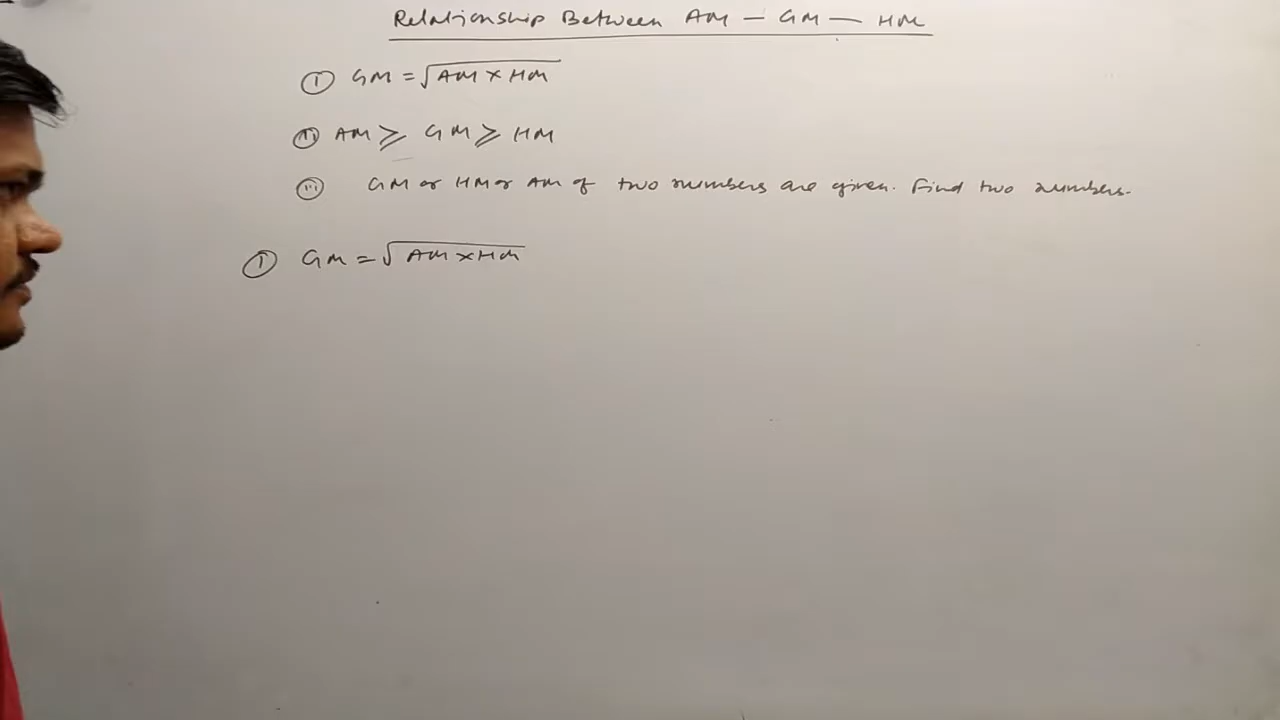 Relationship Between AM — GM — HM
(i) GM = √AM × HM
(ii) AM ⩾ GM ⩾ HM
(iii) GM or HM or AM of two numbers are given. Find two numbers.
(i) GM = √AM × HM